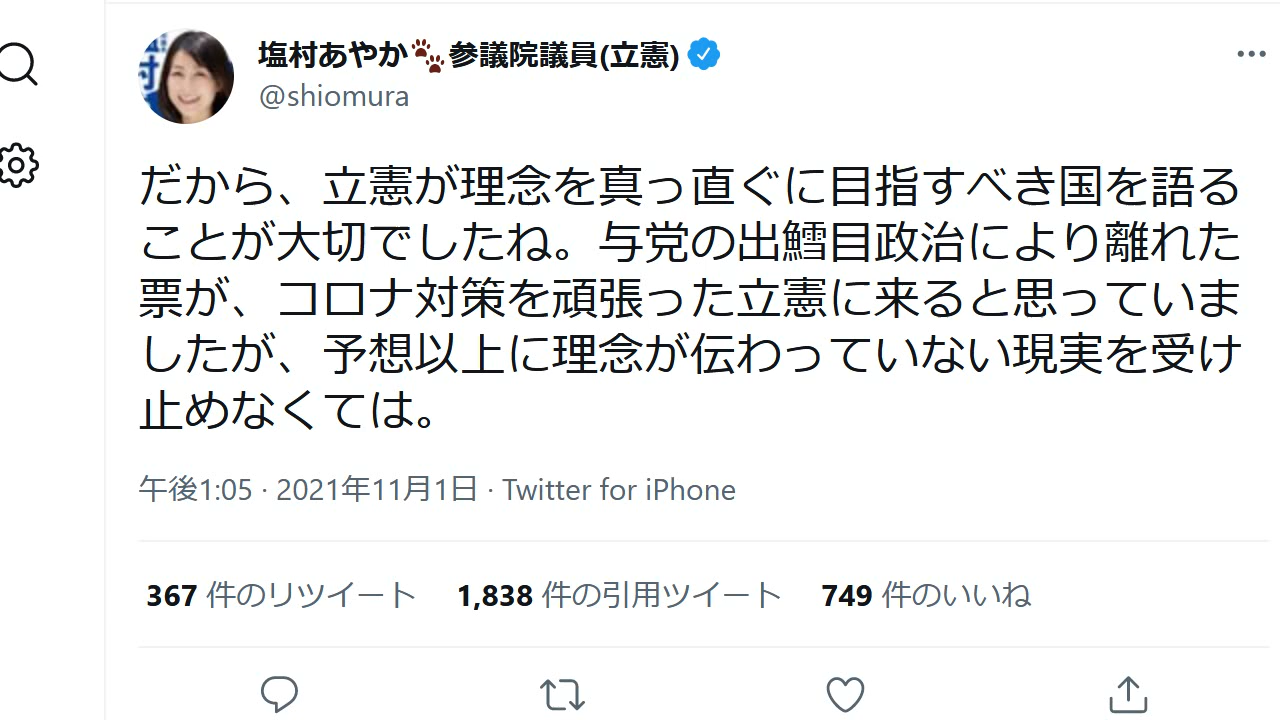 塩村あやか🐾参議院議員(立憲)
@shiomura
だから、立憲が理念を真っ直ぐに目指すべき国を語る
ことが大切でしたね。与党の出鱈目政治により離れた
票が、コロナ対策を頑張った立憲に来ると思っていま
したが、予想以上に理念が伝わっていない現実を受け
止めなくては。
午後1:05 · 2021年11月1日 · Twitter for iPhone
367 件のリツイート 1,838 件の引用ツイート 749 件のいいね